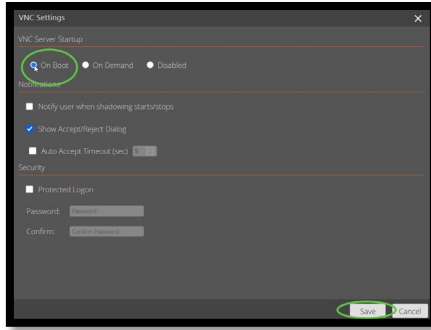 VNC Settings
VNC Server Startup
On Boot On Demand Disabled
Notifications
Notify user when shadowing starts/stops
Show Accept/Reject Dialog
Auto Accept Timeout (sec)
Security
Protected Logon
Password: Password
Confirm: Confirm Password
Save Cancel